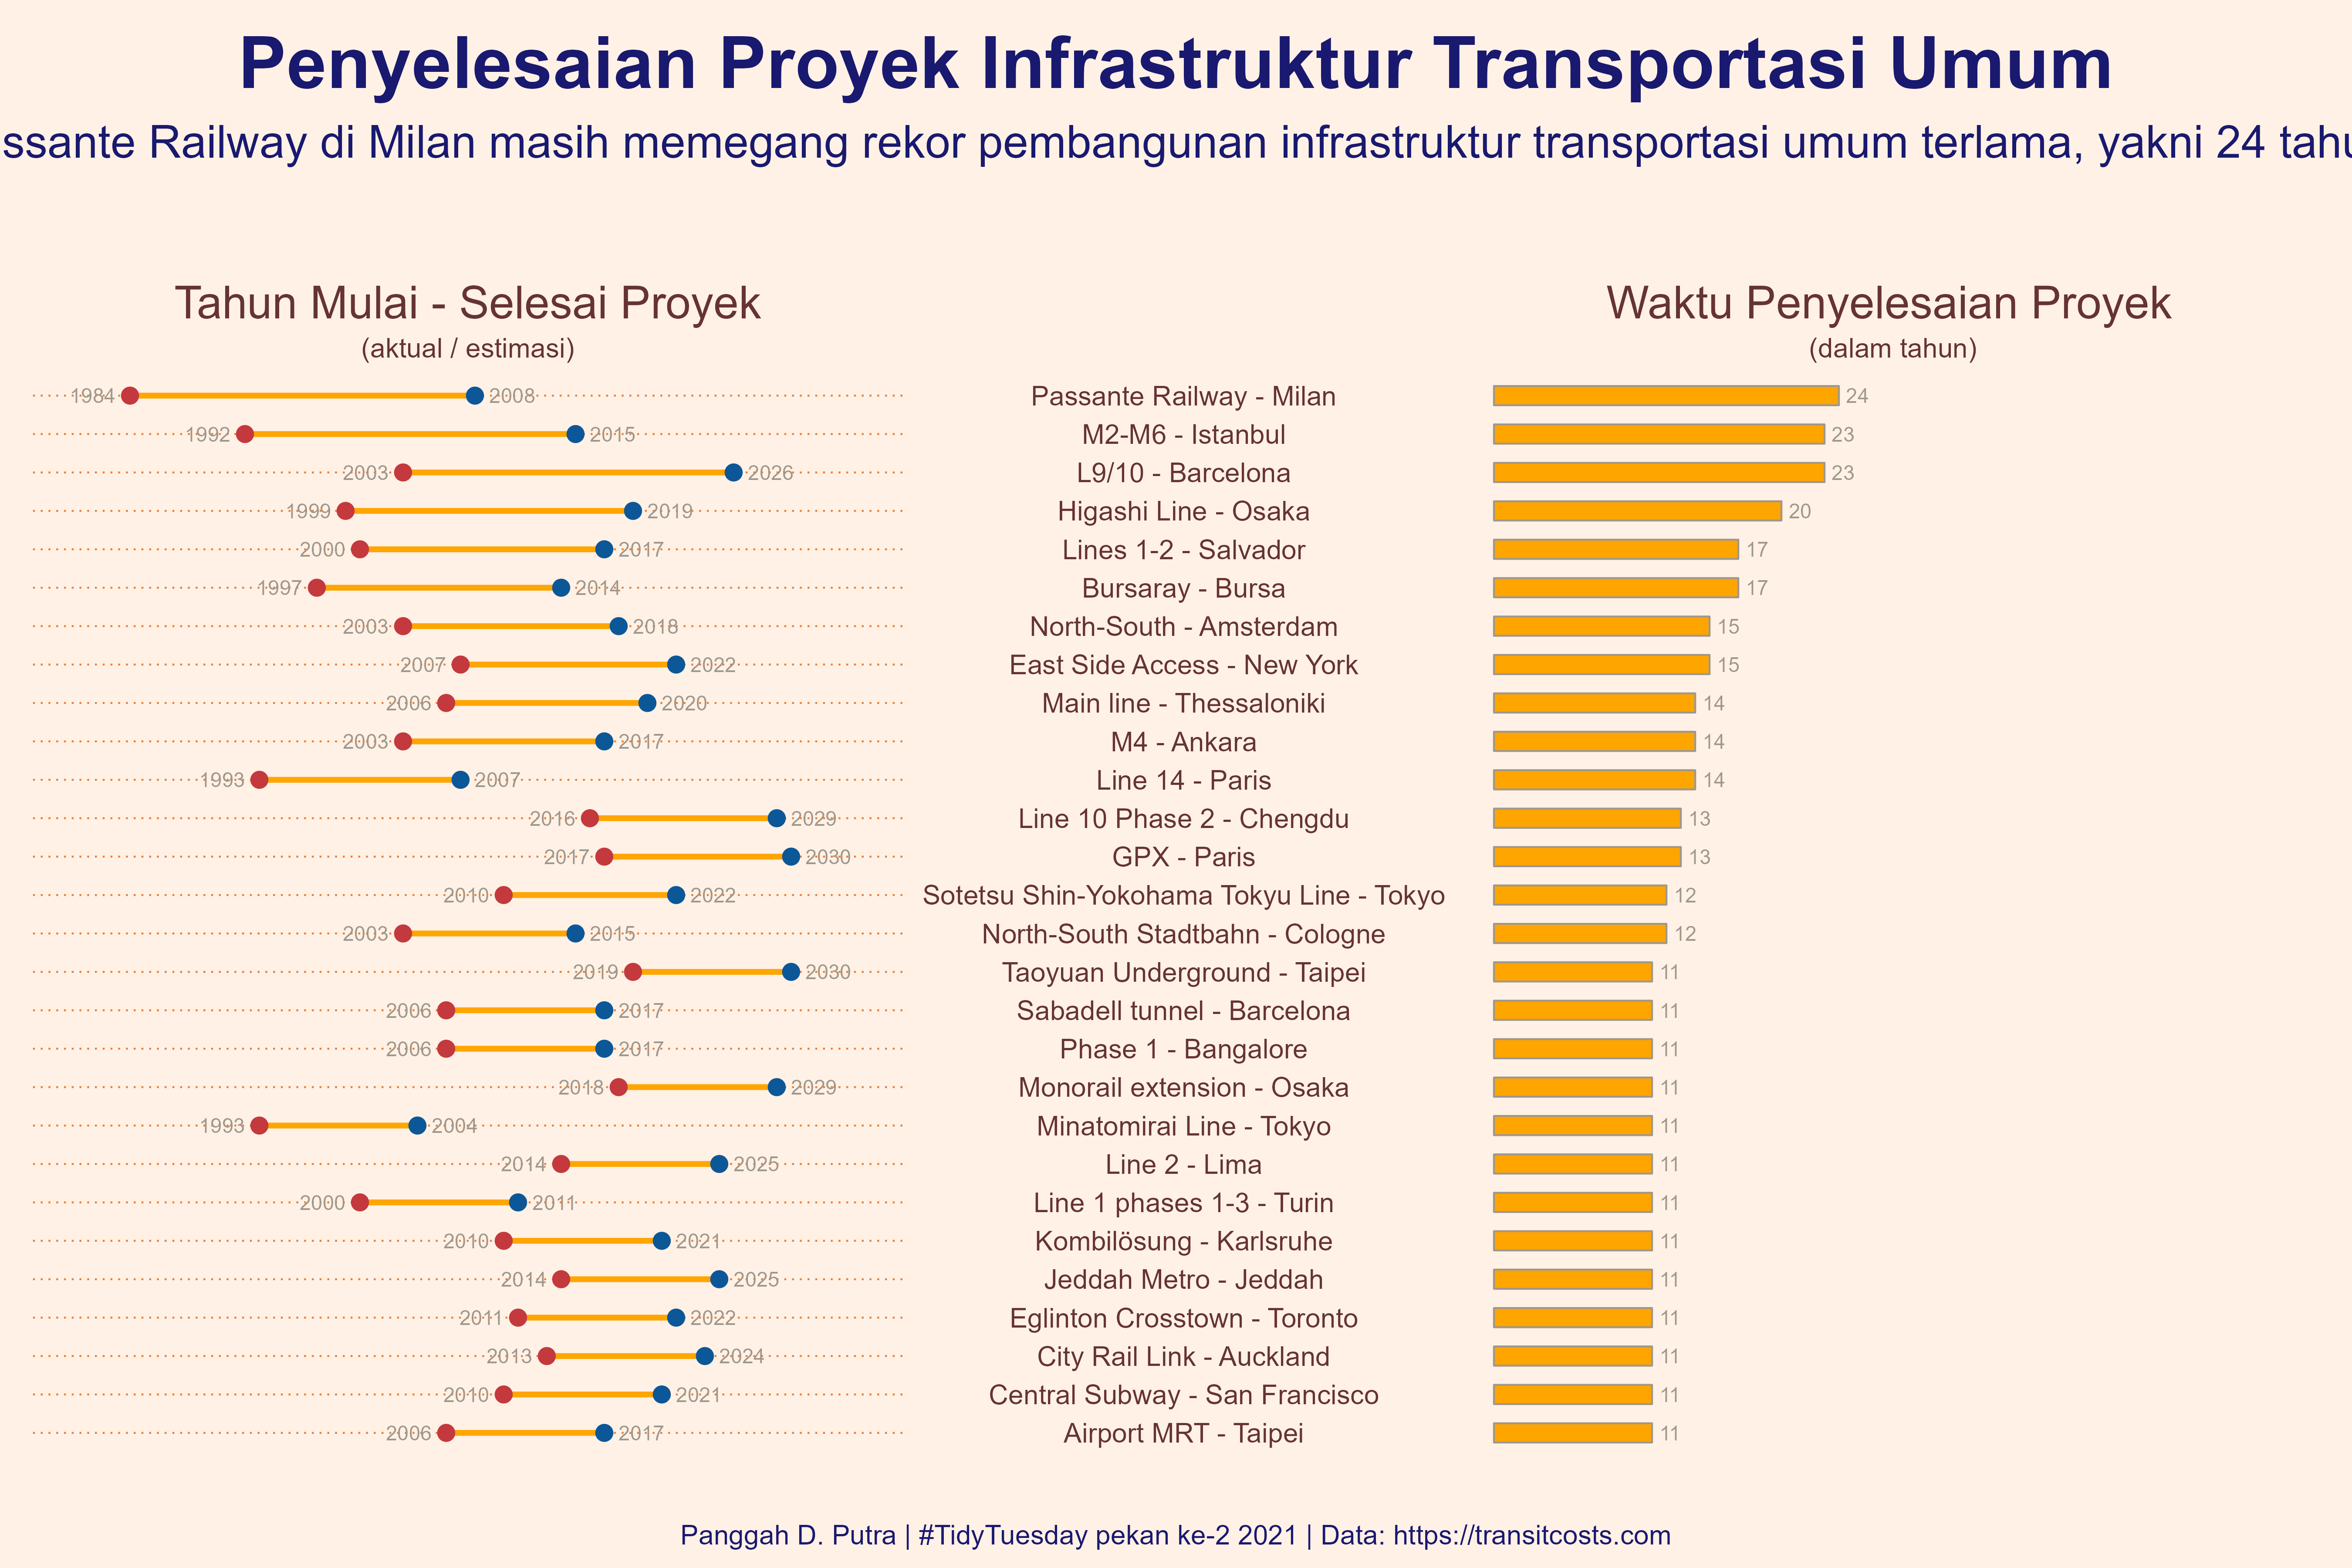 Penyelesaian Proyek Infrastruktur Transportasi Umum
ssante Railway di Milan masih memegang rekor pembangunan infrastruktur transportasi umum terlama, yakni 24 tahu
Tahun Mulai - Selesai Proyek
(aktual / estimasi)
Waktu Penyelesaian Proyek
(dalam tahun)
1984 2008 Passante Railway - Milan 24
1992 2015 M2-M6 - Istanbul 23
2003 2026 L9/10 - Barcelona 23
1999 2019 Higashi Line - Osaka 20
2000 2017 Lines 1-2 - Salvador 17
1997 2014 Bursaray - Bursa 17
2003 2018 North-South - Amsterdam 15
2007 2022 East Side Access - New York 15
2006 2020 Main line - Thessaloniki 14
2003 2017 M4 - Ankara 14
1993 2007 Line 14 - Paris 14
2016 2029 Line 10 Phase 2 - Chengdu 13
2017 2030 GPX - Paris 13
2010 2022 Sotetsu Shin-Yokohama Tokyu Line - Tokyo 12
2003 2015 North-South Stadtbahn - Cologne 12
2019 2030 Taoyuan Underground - Taipei 11
2006 2017 Sabadell tunnel - Barcelona 11
2006 2017 Phase 1 - Bangalore 11
2018 2029 Monorail extension - Osaka 11
1993 2004 Minatomirai Line - Tokyo 11
2014 2025 Line 2 - Lima 11
2000 2011 Line 1 phases 1-3 - Turin 11
2010 2021 Kombilösung - Karlsruhe 11
2014 2025 Jeddah Metro - Jeddah 11
2011 2022 Eglinton Crosstown - Toronto 11
2013 2024 City Rail Link - Auckland 11
2010 2021 Central Subway - San Francisco 11
2006 2017 Airport MRT - Taipei 11
Panggah D. Putra | #TidyTuesday pekan ke-2 2021 | Data: https://transitcosts.com